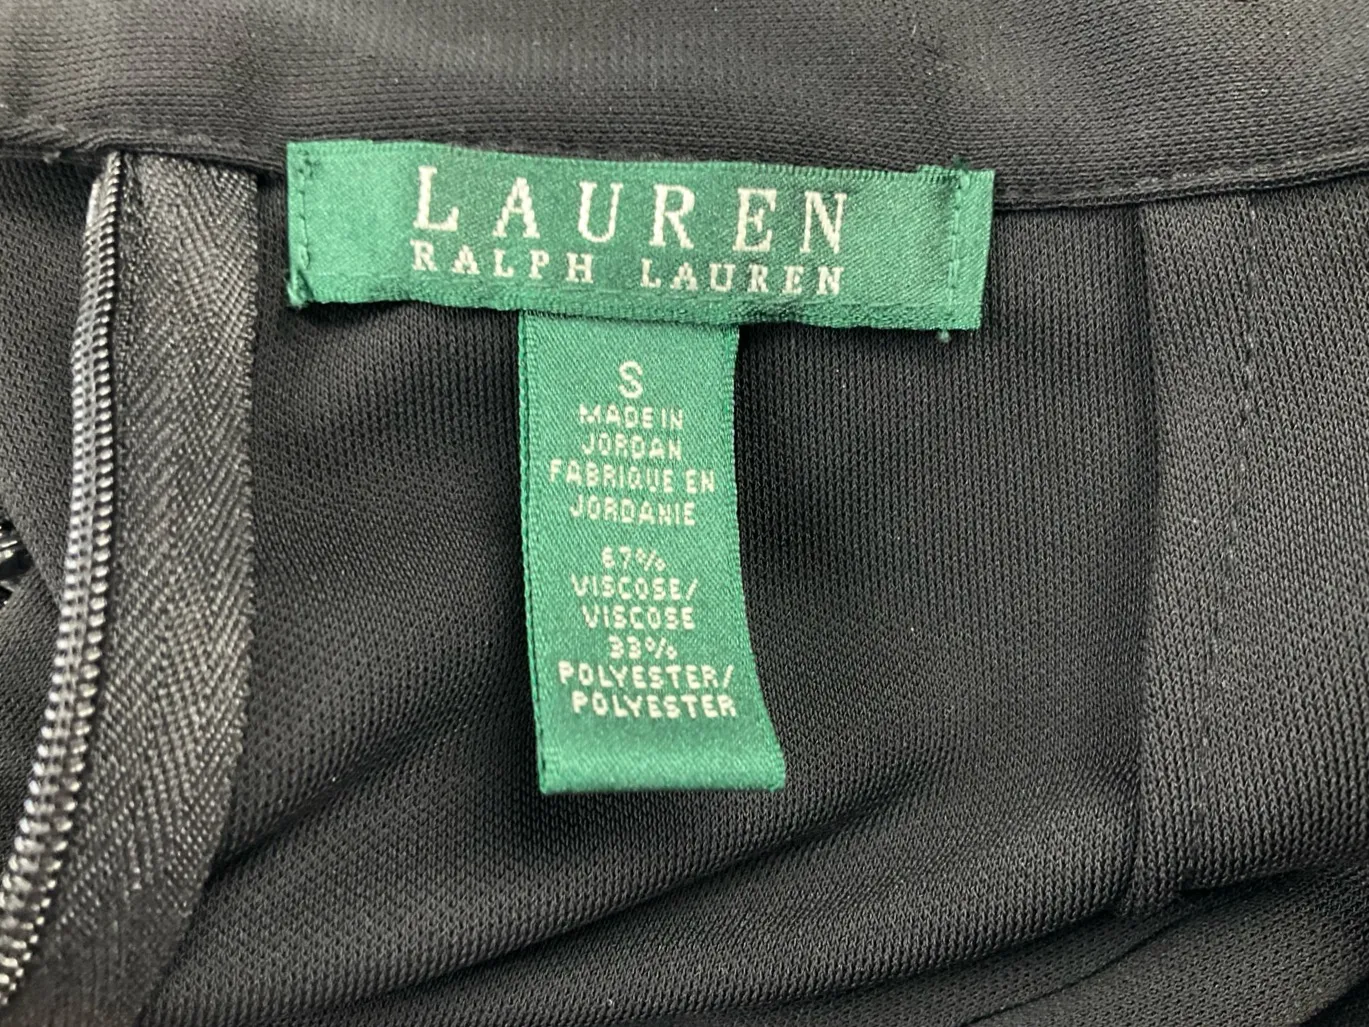 LAUREN
RALPH LAUREN
S
MADE IN
JORDAN
FABRIQUE EN
JORDANIE
67%
VISCOSE/
VISCOSE
33%
POLYESTER/
POLYESTER